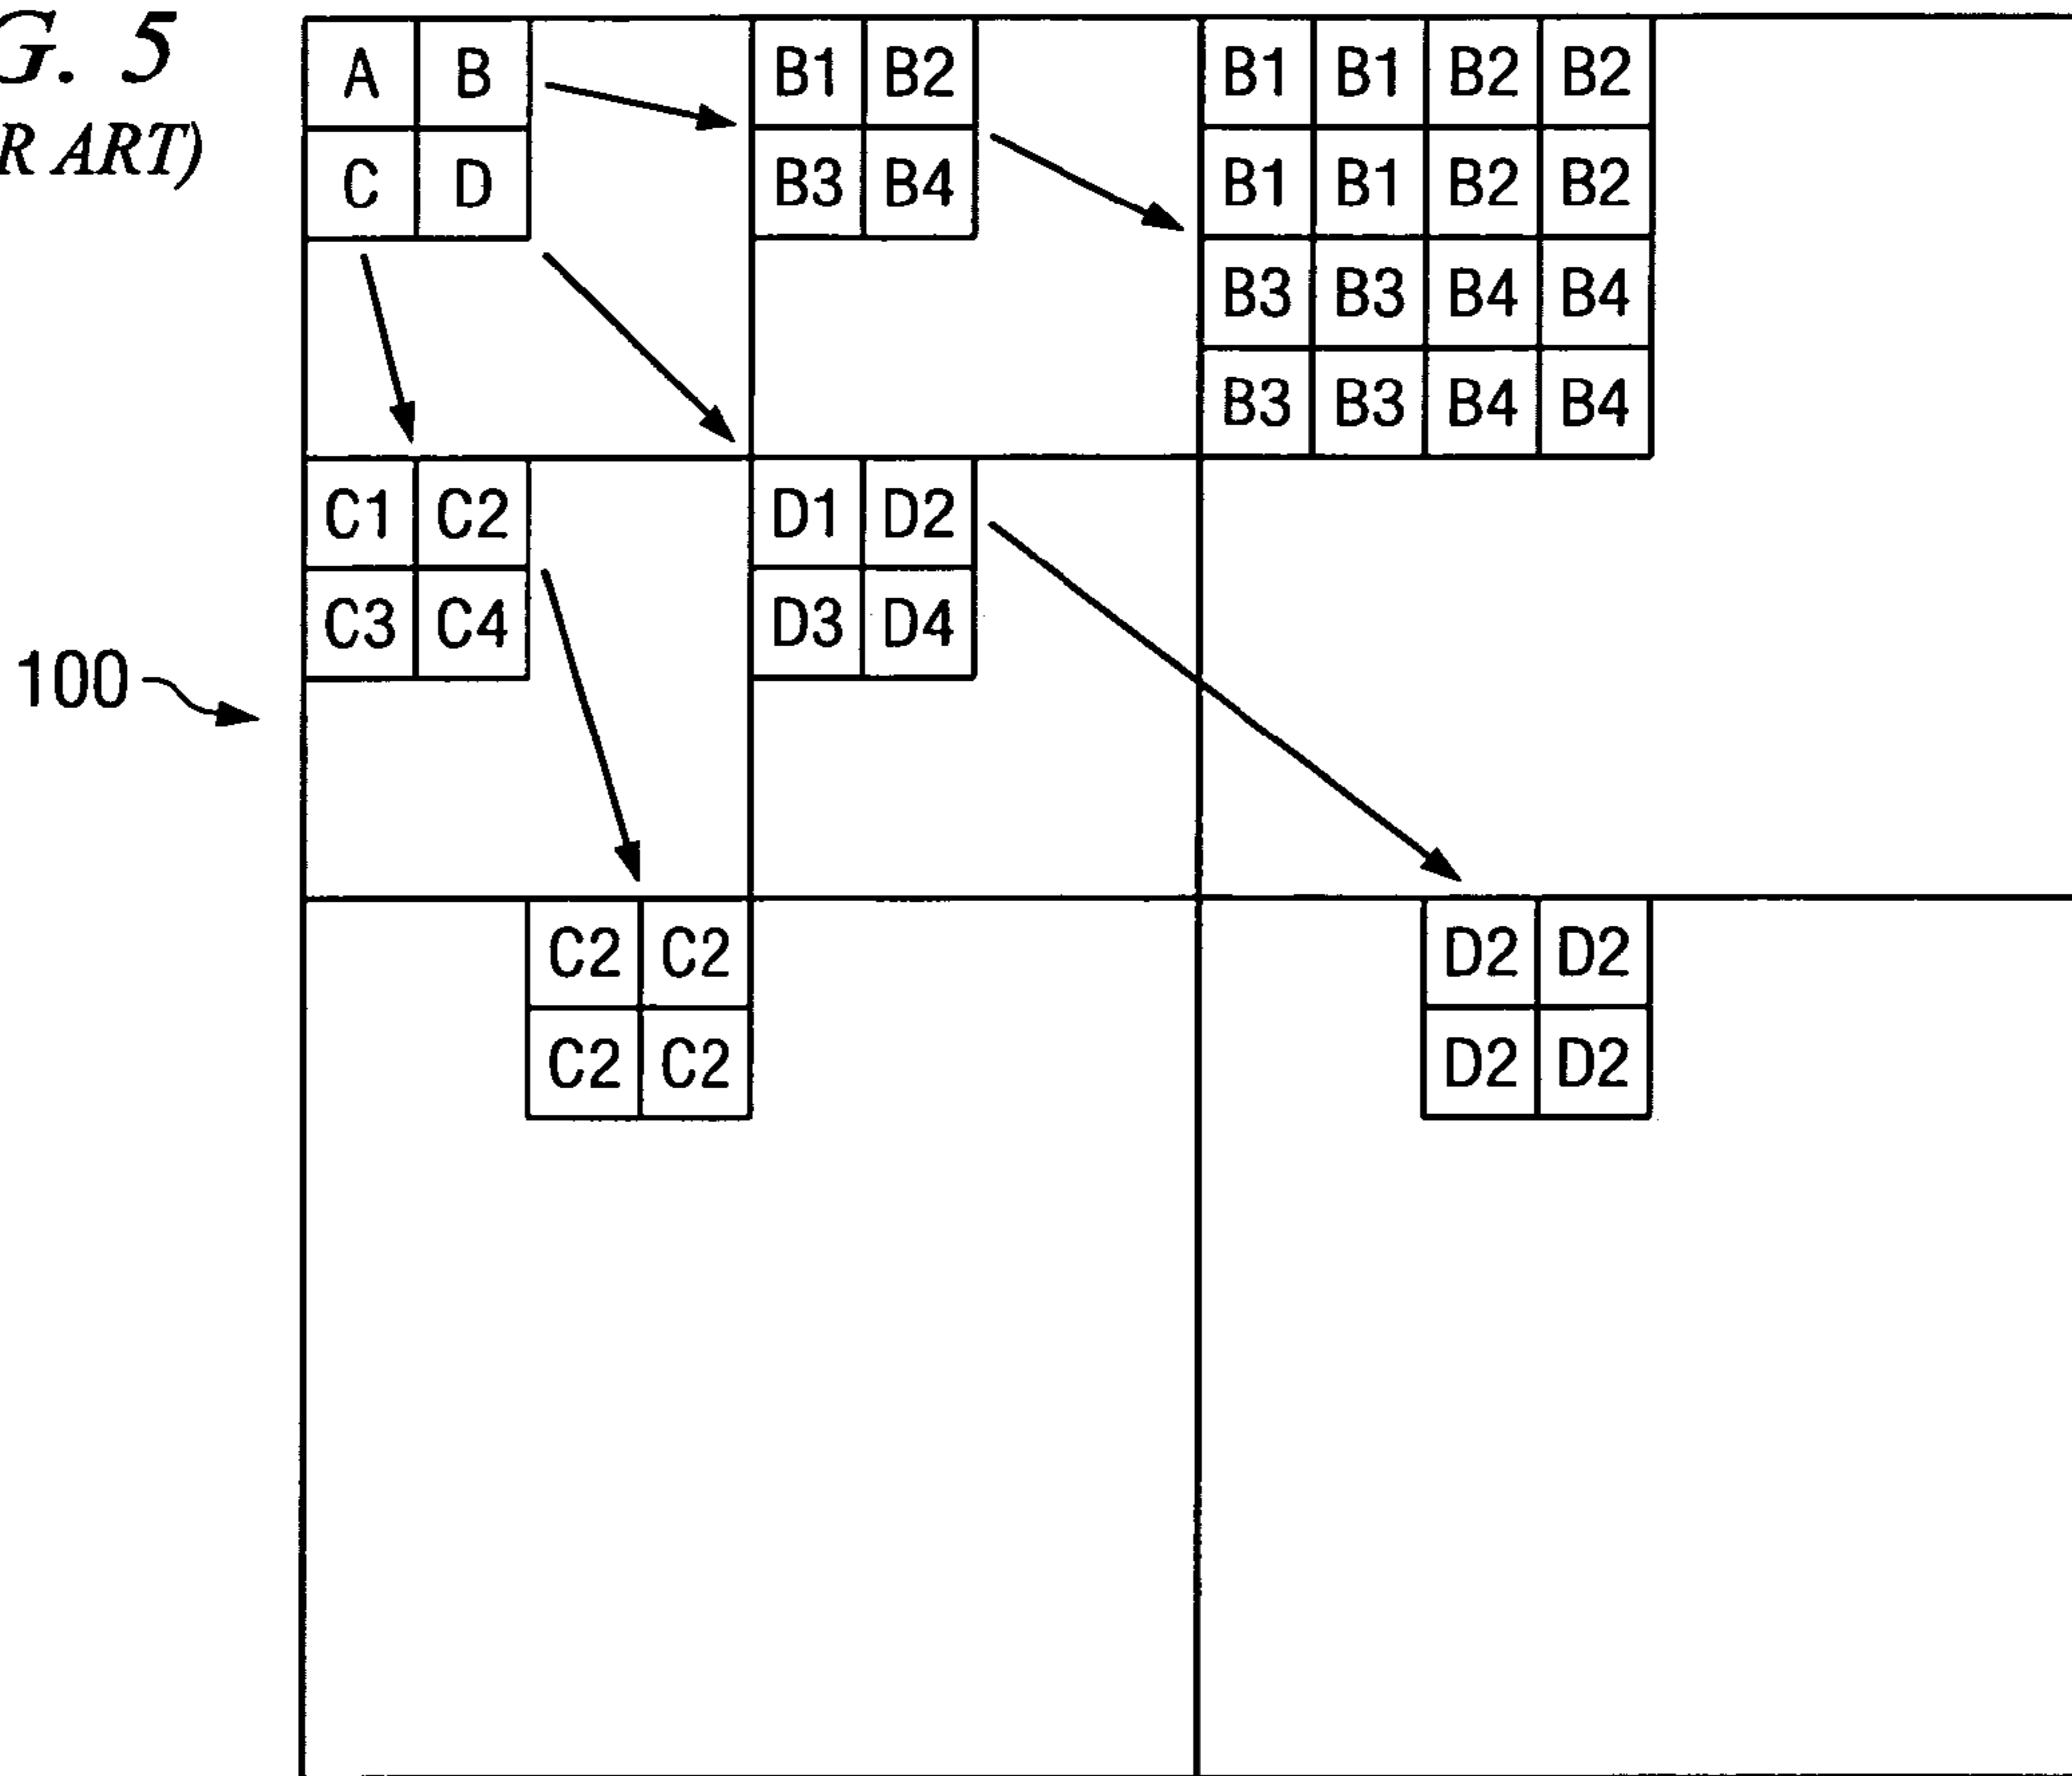 G. 5
R ART)
A B B1 B2 B1 B1 B2 B2
C D B3 B4 B1 B1 B2 B2
B3 B3 B4 B4
B3 B3 B4 B4
C1 C2 D1 D2
C3 C4 D3 D4
100
C2 C2 D2 D2
C2 C2 D2 D2